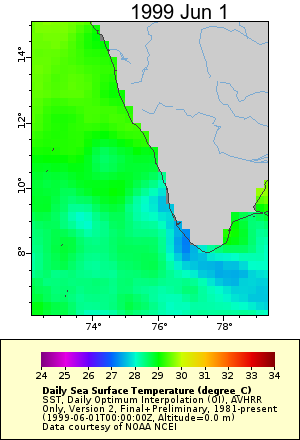 1999 Jun 1
14°
12°
10°
8°
74° 76° 78°
24 25 26 27 28 29 30 31 32 33 34
Daily Sea Surface Temperature (degree_C)
SST, Daily Optimum Interpolation (OI), AVHRR
Only, Version 2, Final+Preliminary, 1981-present
(1999-06-01T00:00:00Z, Altitude=0.0 m)
Data courtesy of NOAA NCEI